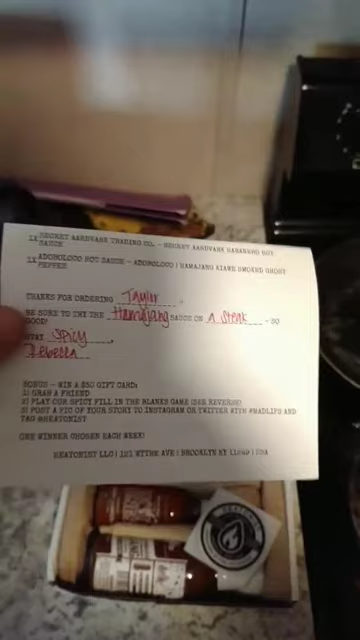 1X SECRET AARDVARK TRADING CO. - SECRET AARDVARK HABANERO HOT
SAUCE
1X ADOBOLOCO HOT SAUCE - ADOBOLOCO | HAMAJANG KIAWE SMOKED GHOST
PEPPER
THANKS FOR ORDERING Taylor
BE SURE TO TRY THE Hamajang SAUCE ON a steak - SO
GOOD!
STAY spicy,
Rebecca
BONUS - WIN A $50 GIFT CARD:
1) GRAB A FRIEND
2) PLAY OUR SPICY FILL IN THE BLANKS GAME (SEE REVERSE)
3) POST A PIC OF YOUR STORY TO INSTAGRAM OR TWITTER WITH #MADLIPS AND
TAG @HEATONIST
ONE WINNER CHOSEN EACH WEEK!
HEATONIST LLC | 121 WYTHE AVE | BROOKLYN NY 11249 | USA